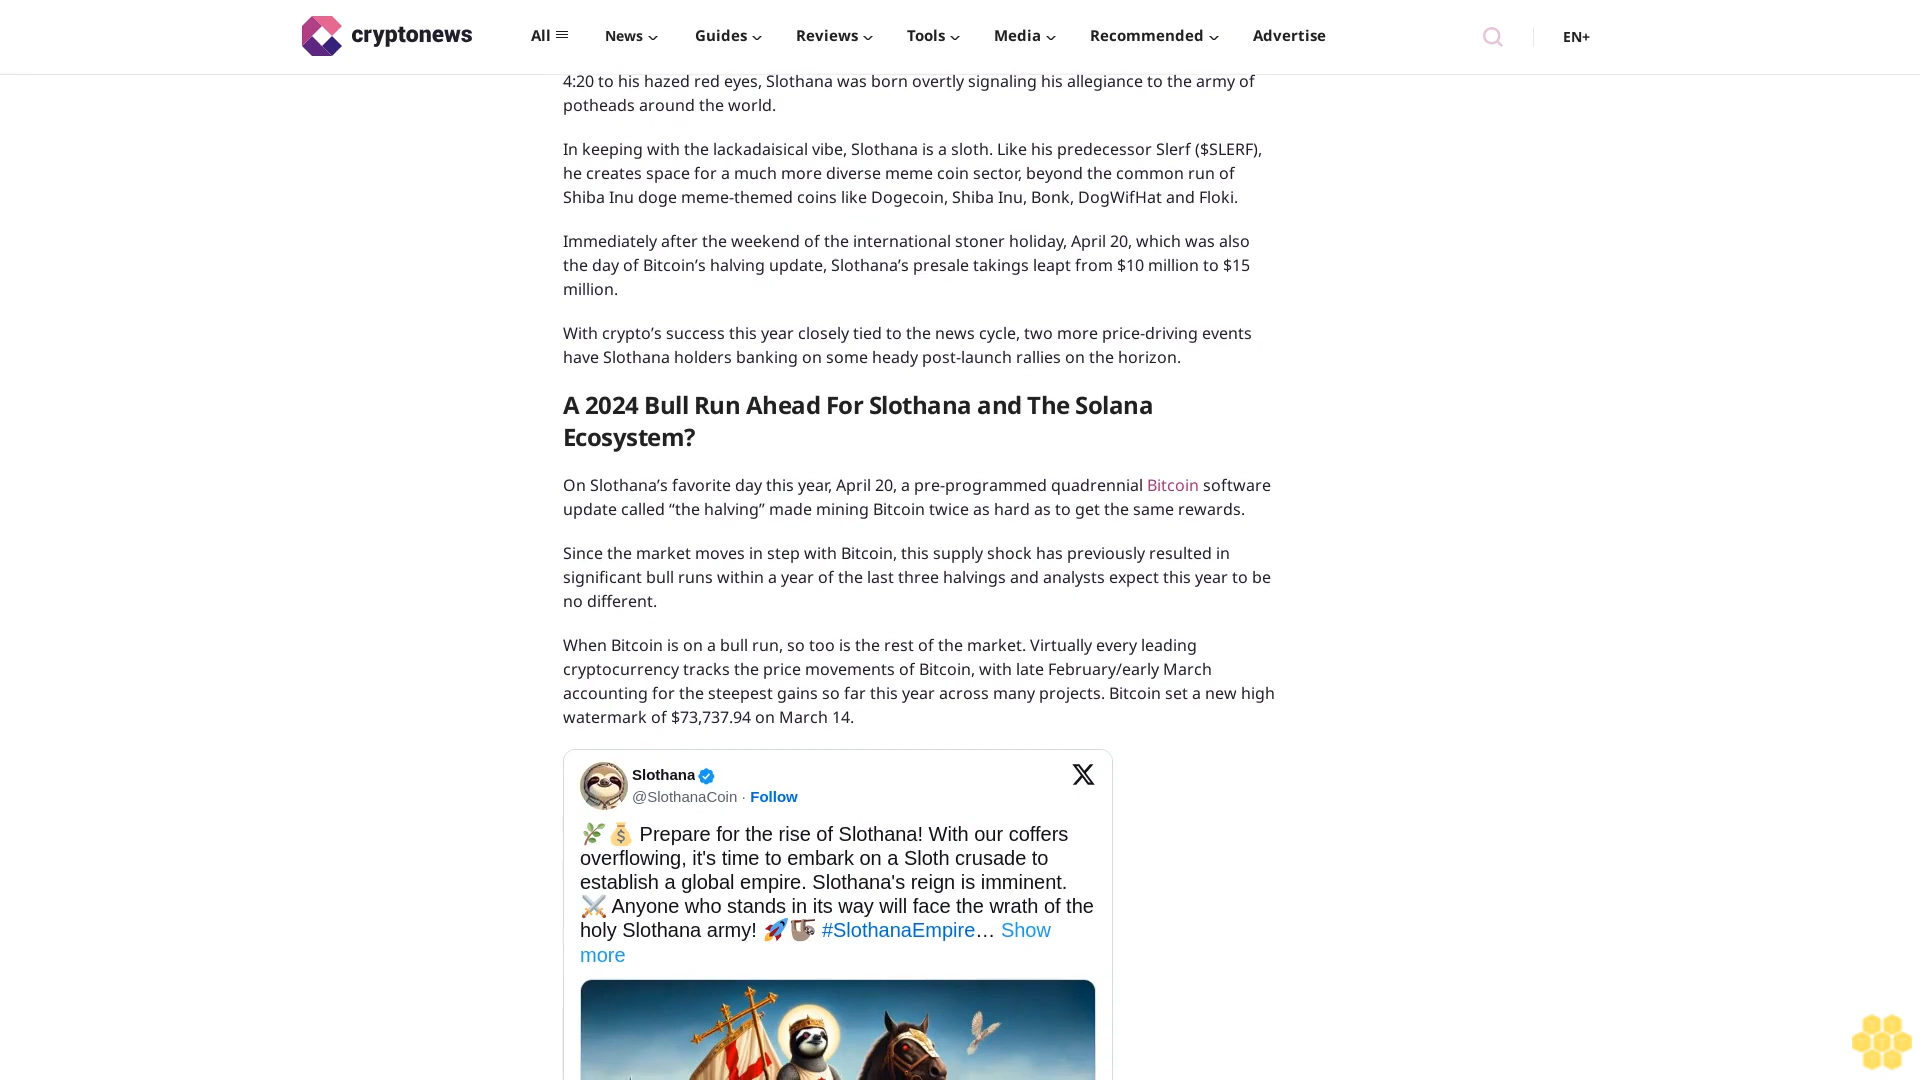 cryptonews
All
News
Guides
Reviews
Tools
Media
Recommended
Advertise
EN+
4:20 to his hazed red eyes, Slothana was born overtly signaling his allegiance to the army of
potheads around the world.
In keeping with the lackadaisical vibe, Slothana is a sloth. Like his predecessor Slerf ($SLERF),
he creates space for a much more diverse meme coin sector, beyond the common run of
Shiba Inu doge meme-themed coins like Dogecoin, Shiba Inu, Bonk, DogWifHat and Floki.
Immediately after the weekend of the international stoner holiday, April 20, which was also
the day of Bitcoin’s halving update, Slothana’s presale takings leapt from $10 million to $15
million.
With crypto’s success this year closely tied to the news cycle, two more price-driving events
have Slothana holders banking on some heady post-launch rallies on the horizon.
A 2024 Bull Run Ahead For Slothana and The Solana
Ecosystem?
On Slothana’s favorite day this year, April 20, a pre-programmed quadrennial Bitcoin software
update called “the halving” made mining Bitcoin twice as hard as to get the same rewards.
Since the market moves in step with Bitcoin, this supply shock has previously resulted in
significant bull runs within a year of the last three halvings and analysts expect this year to be
no different.
When Bitcoin is on a bull run, so too is the rest of the market. Virtually every leading
cryptocurrency tracks the price movements of Bitcoin, with late February/early March
accounting for the steepest gains so far this year across many projects. Bitcoin set a new high
watermark of $73,737.94 on March 14.
Slothana
@SlothanaCoin · Follow
🌿💰 Prepare for the rise of Slothana! With our coffers
overflowing, it's time to embark on a Sloth crusade to
establish a global empire. Slothana's reign is imminent.
⚔️ Anyone who stands in its way will face the wrath of the
holy Slothana army! 🚀🦥 #SlothanaEmpire… Show
more